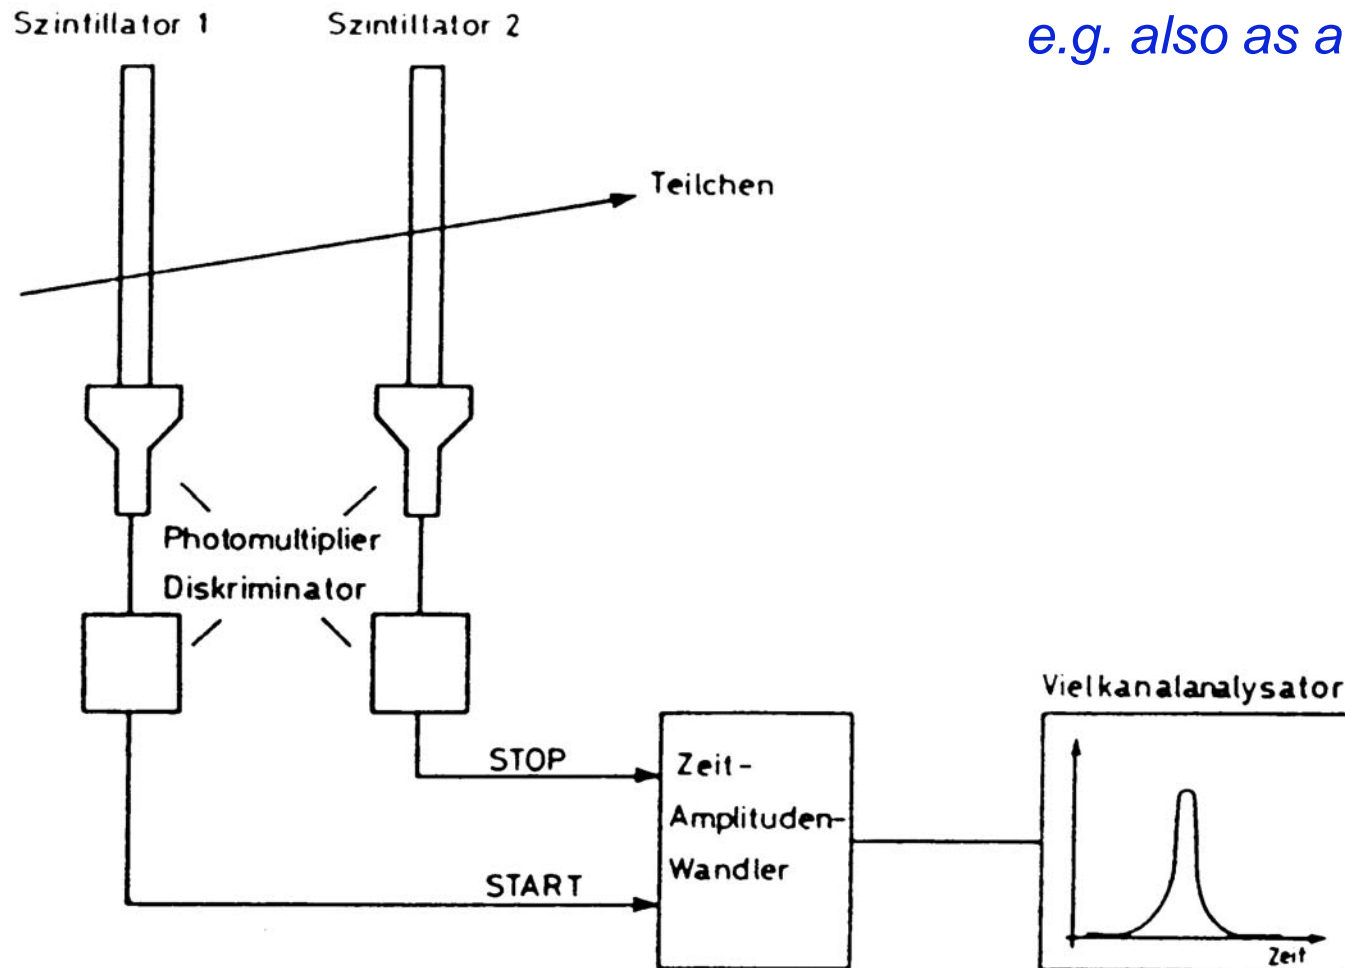 Szintillator 1
Szintillator 2
e.g. also as a
Teilchen
Photomultiplier
Diskriminator
Vielkanalanalysator
STOP
Zeit-
Amplituden-
Wandler
START
Zeit